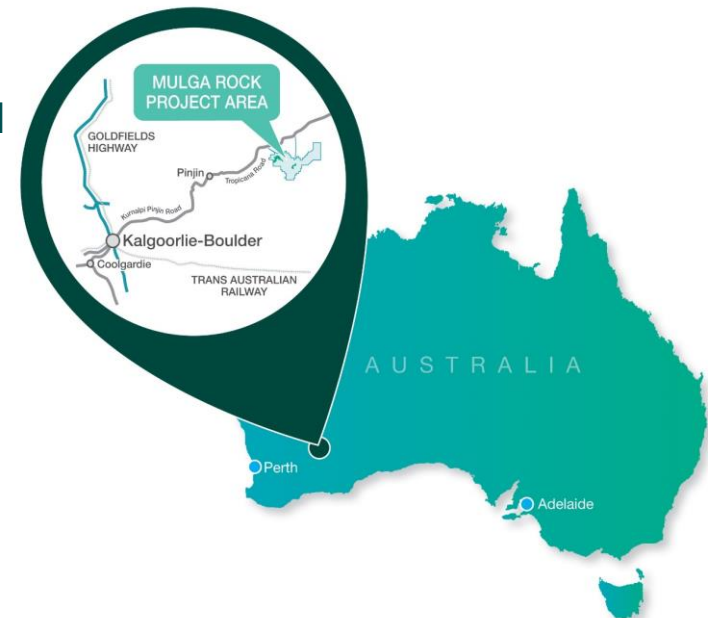 MULGA ROCK
PROJECT AREA
GOLDFIELDS
HIGHWAY
Pinjin
Tropicana Road
Kurnalpi Pinjin Road
Kalgoorlie-Boulder
Coolgardie
TRANS AUSTRALIAN
RAILWAY
AUSTRALIA
Perth
Adelaide